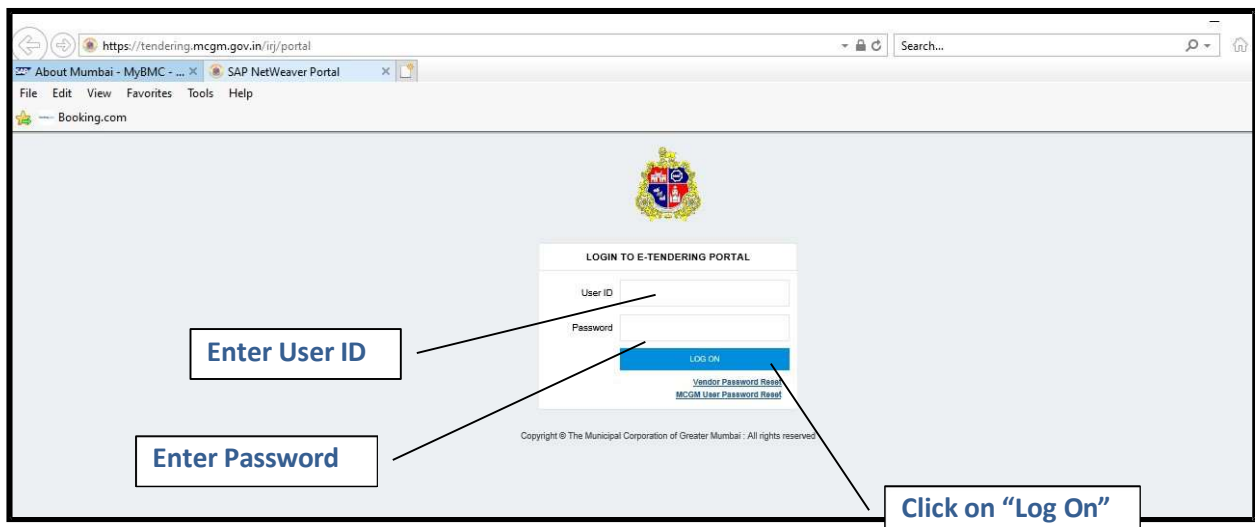 https://tendering.mcgm.gov.in/irj/portal
Search...
About Mumbai - MyBMC - ...
SAP NetWeaver Portal
File Edit View Favorites Tools Help
Booking.com
LOGIN TO E-TENDERING PORTAL
User ID
Password
Enter User ID
LOG ON
Vendor Password Reset
MCGM User Password Reset
Copyright © The Municipal Corporation of Greater Mumbai : All rights reserved
Enter Password
Click on “Log On”